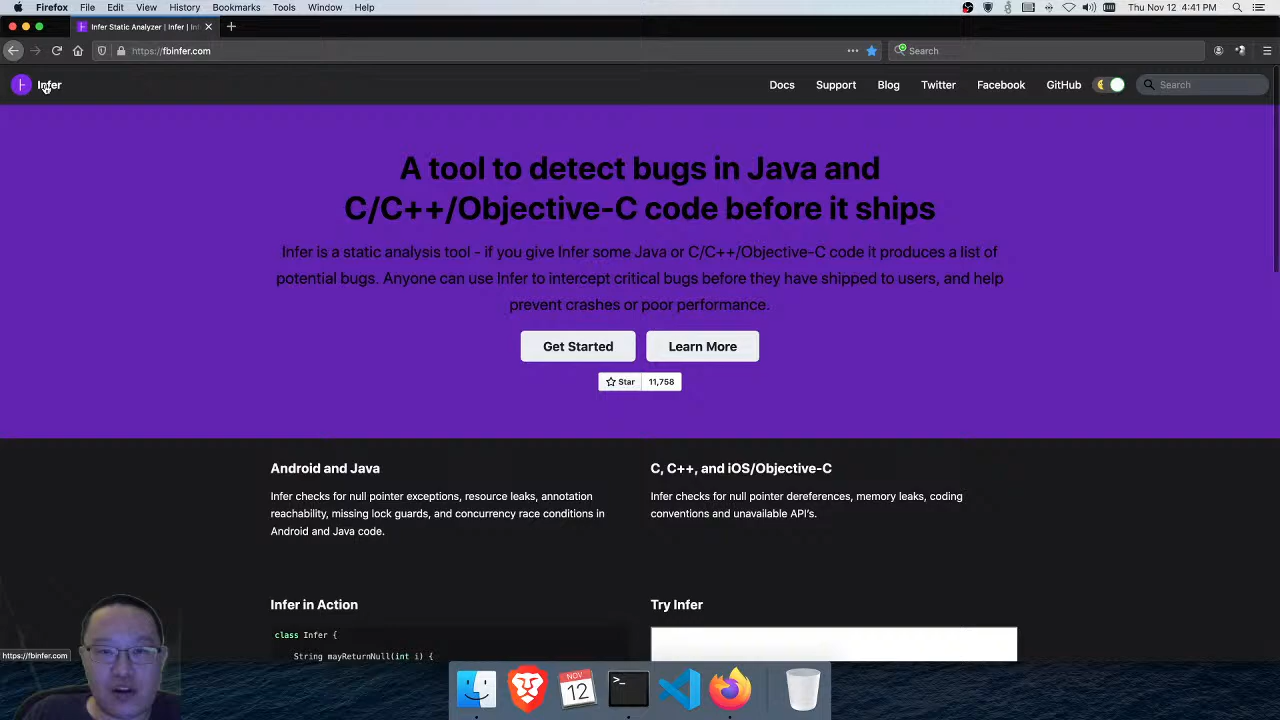 Firefox File Edit View History Bookmarks Tools Window Help
Thu Nov 12 4:41 PM
Infer Static Analyzer | Infer | In
https://fbinfer.com
Search
Infer
Docs Support Blog Twitter Facebook GitHub Search
A tool to detect bugs in Java and
C/C++/Objective-C code before it ships
Infer is a static analysis tool - if you give Infer some Java or C/C++/Objective-C code it produces a list of
potential bugs. Anyone can use Infer to intercept critical bugs before they have shipped to users, and help
prevent crashes or poor performance.
Get Started Learn More
Star 11,758
Android and Java
Infer checks for null pointer exceptions, resource leaks, annotation
reachability, missing lock guards, and concurrency race conditions in
Android and Java code.
C, C++, and iOS/Objective-C
Infer checks for null pointer dereferences, memory leaks, coding
conventions and unavailable API's.
Infer in Action
class Infer {
String mayReturnNull(int i) {
Try Infer
https://fbinfer.com
NOV
12
>_